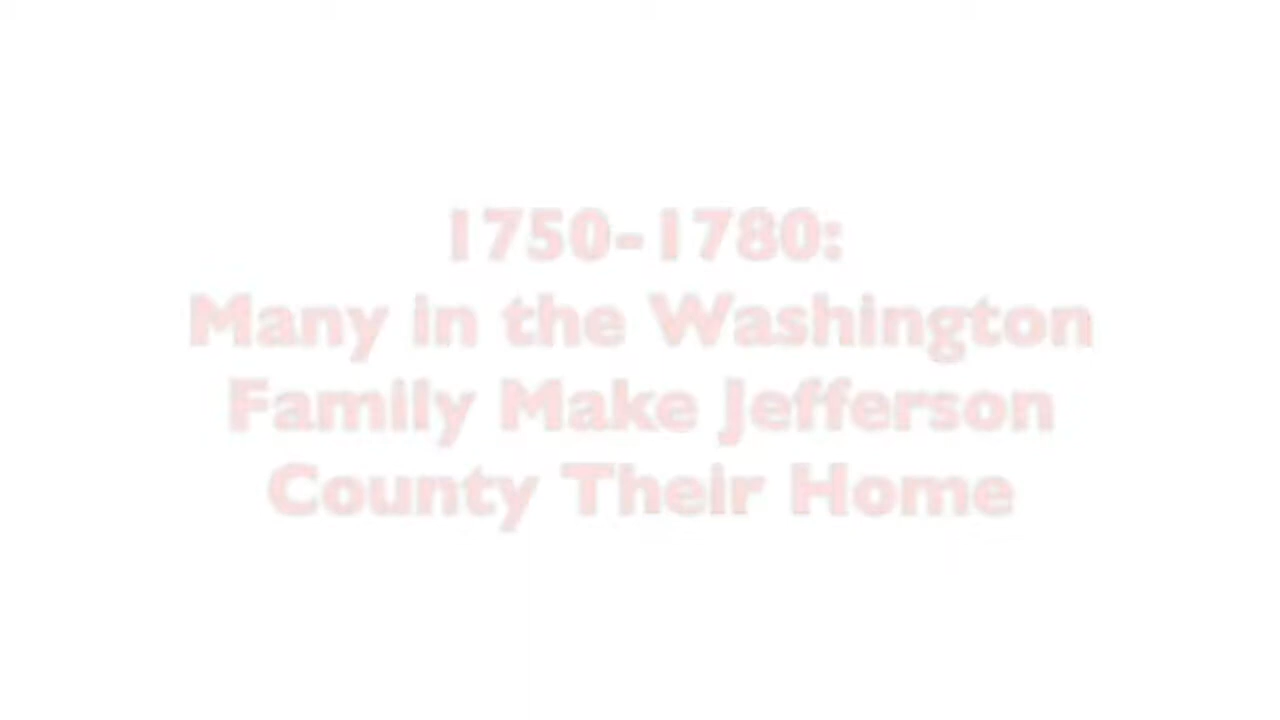 1750-1780:
Many in the Washington
Family Make Jefferson
County Their Home